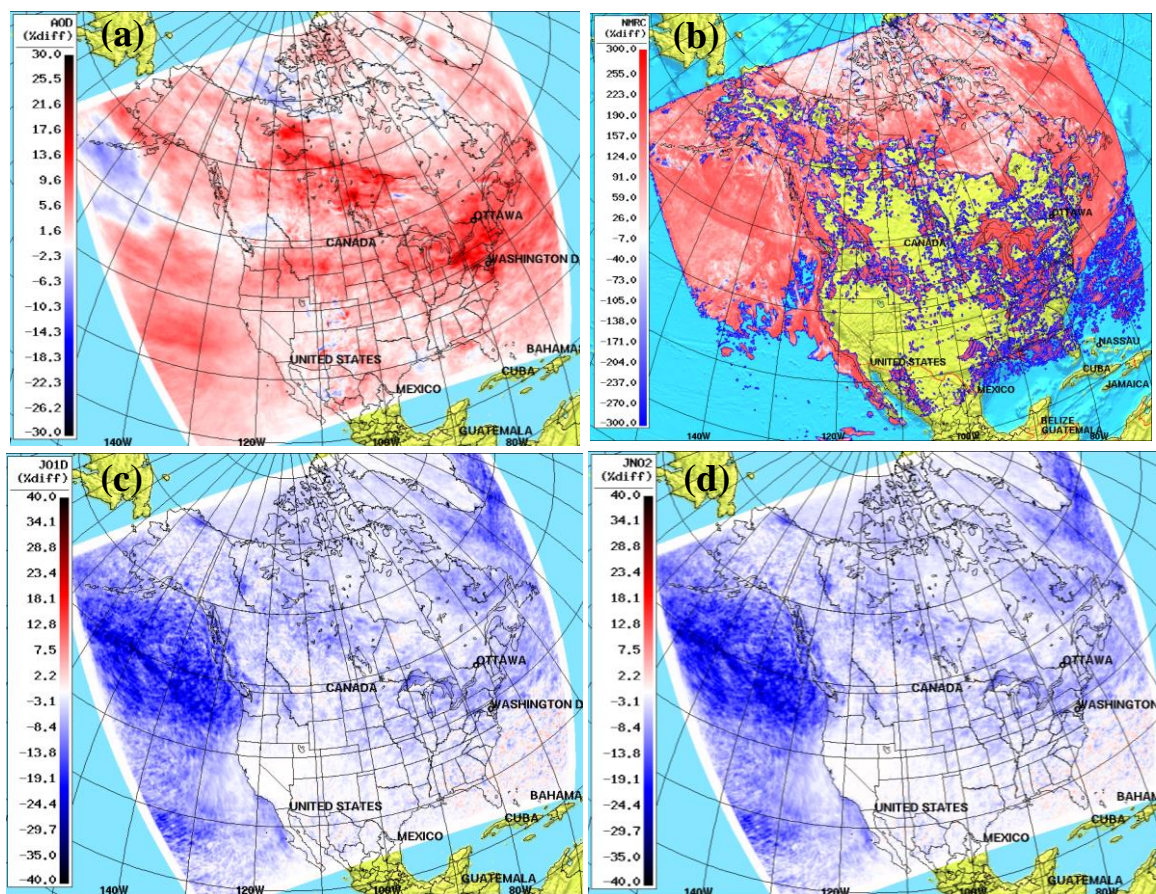 AOD
(%diff)
30.0
25.5
21.6
17.6
13.6
9.6
5.6
1.6
-2.3
-6.3
-10.3
-14.3
-18.3
-22.2
-26.2
-30.0
(a)
OTTAWA
CANADA
WASHINGTON D
UNITED STATES
BAHAMAS
MEXICO
CUBA
GUATEMALA
140W
120W
100W
80W
NMRC
(%diff)
300.0
255.0
223.0
190.0
157.0
124.0
91.0
59.0
26.0
-7.0
-40.0
-73.0
-105.0
-138.0
-171.0
-204.0
-237.0
-270.0
-300.0
(b)
OTTAWA
CANADA
NASSAU
UNITED STATES
CUBA
MEXICO
JAMAICA
BELIZE
GUATEMALA
140W
120W
100W
80W
JO1D
(%diff)
40.0
34.1
28.8
23.4
18.1
12.8
7.5
2.2
-3.1
-8.4
-13.8
-19.1
-24.4
-29.7
-35.0
-40.0
(c)
OTTAWA
CANADA
WASHINGTON D
UNITED STATES
BAHAM
CUBA
MEXICO
GUATEMALA
140W
120W
100W
80W
JNO2
(%diff)
40.0
34.1
28.8
23.4
18.1
12.8
7.5
2.2
-3.1
-8.4
-13.8
-19.1
-24.4
-29.7
-35.0
-40.0
(d)
OTTAWA
CANADA
WASHINGTON
UNITED STATES
BAHAM
CUBA
MEXICO
GUATEMALA
140W
120W
100W
80W